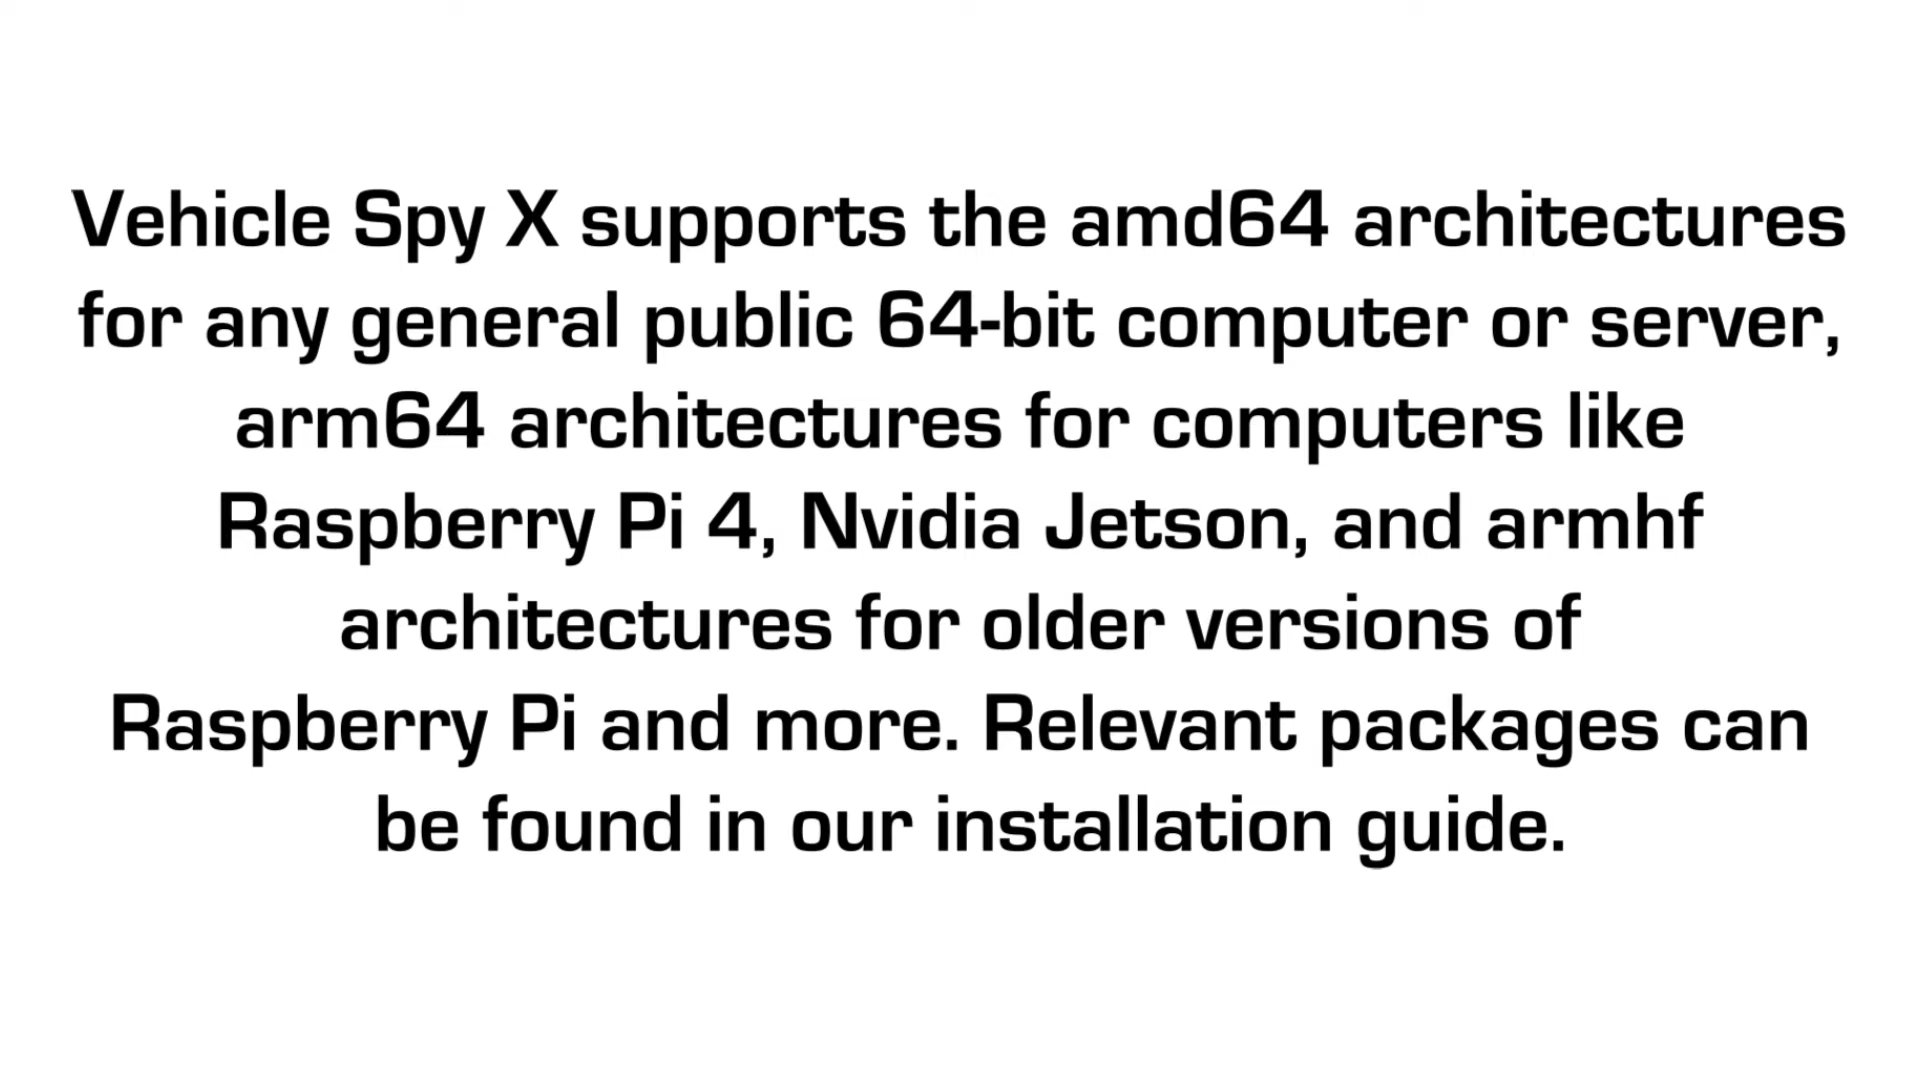 Vehicle Spy X supports the amd64 architectures
for any general public 64-bit computer or server,
arm64 architectures for computers like
Raspberry Pi 4, Nvidia Jetson, and armhf
architectures for older versions of
Raspberry Pi and more. Relevant packages can
be found in our installation guide.